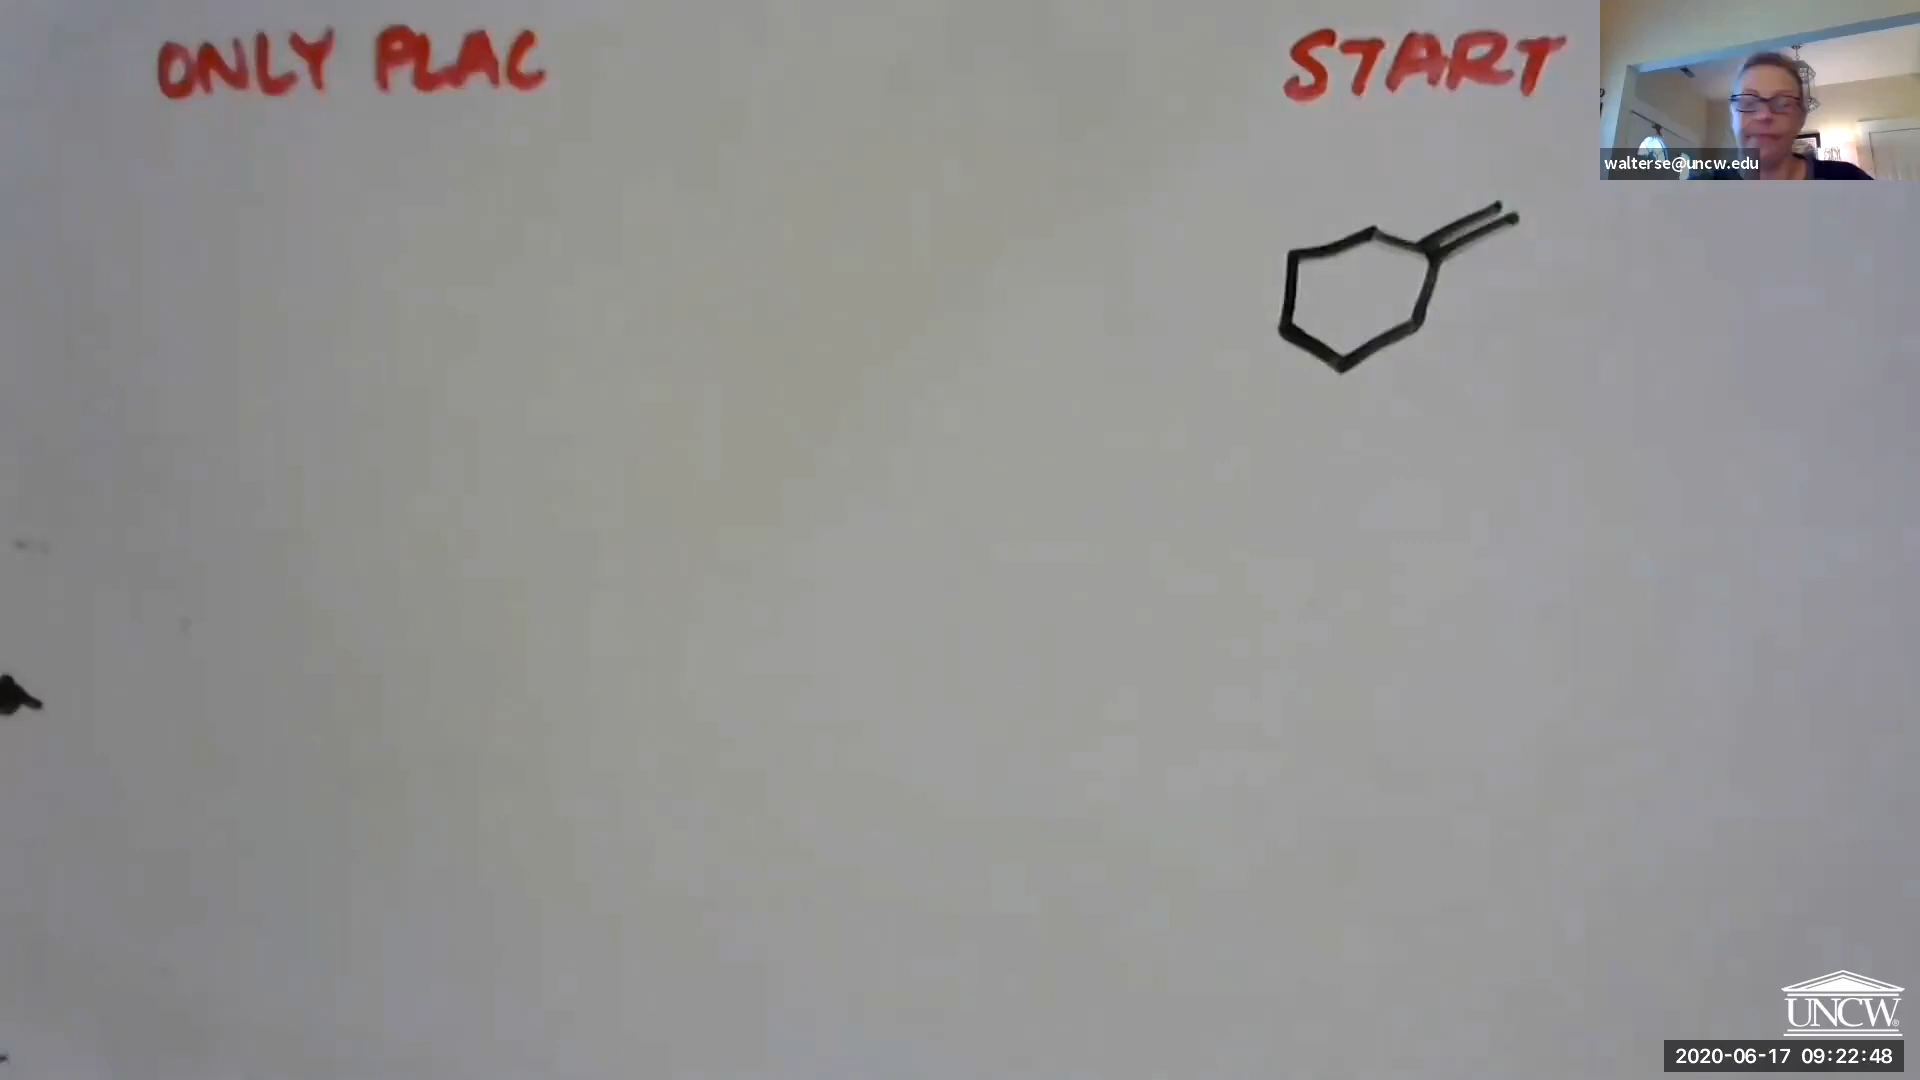 ONLY PLAC
START
walterse@uncw.edu
UNCW
2020-06-17 09:22:48